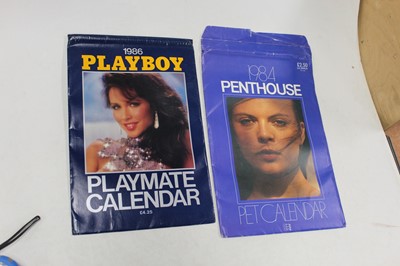 1986
PLAYBOY
PLAYMATE
CALENDAR
£4.25
1984
£2.50
PENTHOUSE
PET CALENDAR